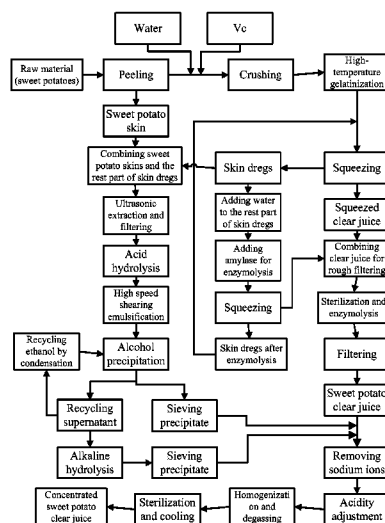 Water
Vc
Raw material
(sweet potatoes)
Peeling
Crushing
High-
temperature
gelatinization
Sweet potato
skin
Combining sweet
potato skins and the
rest part of skin dregs
Skin dregs
Squeezing
Ultrasonic
extraction and
filtering
Adding water
to the rest part
of skin dregs
Squeezed
clear juice
Acid
hydrolysis
Adding
amylase for
enzymolysis
Combining
clear juice for
rough filtering
High speed
shearing
emulsification
Squeezing
Sterilization and
enzymolysis
Recycling
ethanol by
condensation
Alcohol
precipitation
Skin dregs after
enzymolysis
Filtering
Recycling
supernatant
Sieving
precipitate
Sweet potato
clear juice
Alkaline
hydrolysis
Sieving
precipitate
Removing
sodium ions
Concentrated
sweet potato
clear juice
Sterilization
and cooling
Homogenizati
on and
degassing
Acidity
adjustment